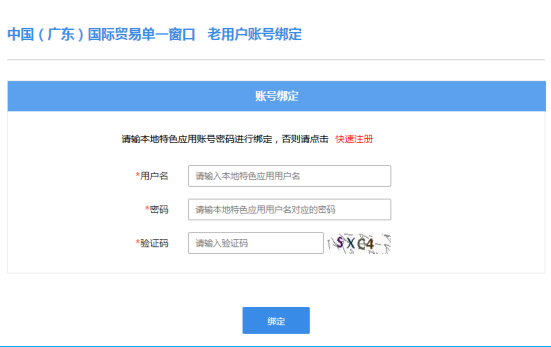 中国（广东）国际贸易单一窗口 老用户账号绑定
账号绑定
请输本地特色应用账号密码进行绑定，否则请点击 快速注册
*用户名 请输入本地特色应用用户名
*密码 请输本地特色应用用户名对应的密码
*验证码 请输入验证码 SXC4
绑定